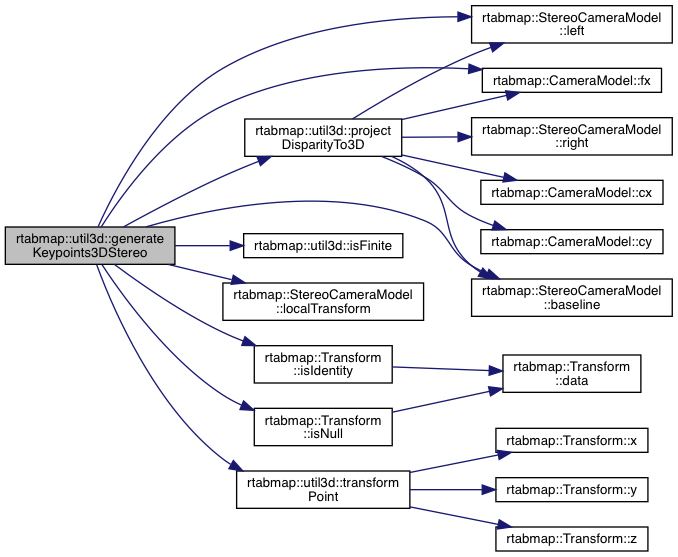 rtabmap::StereoCameraModel
::left
rtabmap::CameraModel::fx
rtabmap::util3d::project
DisparityTo3D
rtabmap::StereoCameraModel
::right
rtabmap::CameraModel::cx
rtabmap::CameraModel::cy
rtabmap::util3d::generate
Keypoints3DStereo
rtabmap::util3d::isFinite
rtabmap::StereoCameraModel
::baseline
rtabmap::StereoCameraModel
::localTransform
rtabmap::Transform
::isIdentity
rtabmap::Transform
::data
rtabmap::Transform
::isNull
rtabmap::Transform::x
rtabmap::util3d::transform
Point
rtabmap::Transform::y
rtabmap::Transform::z